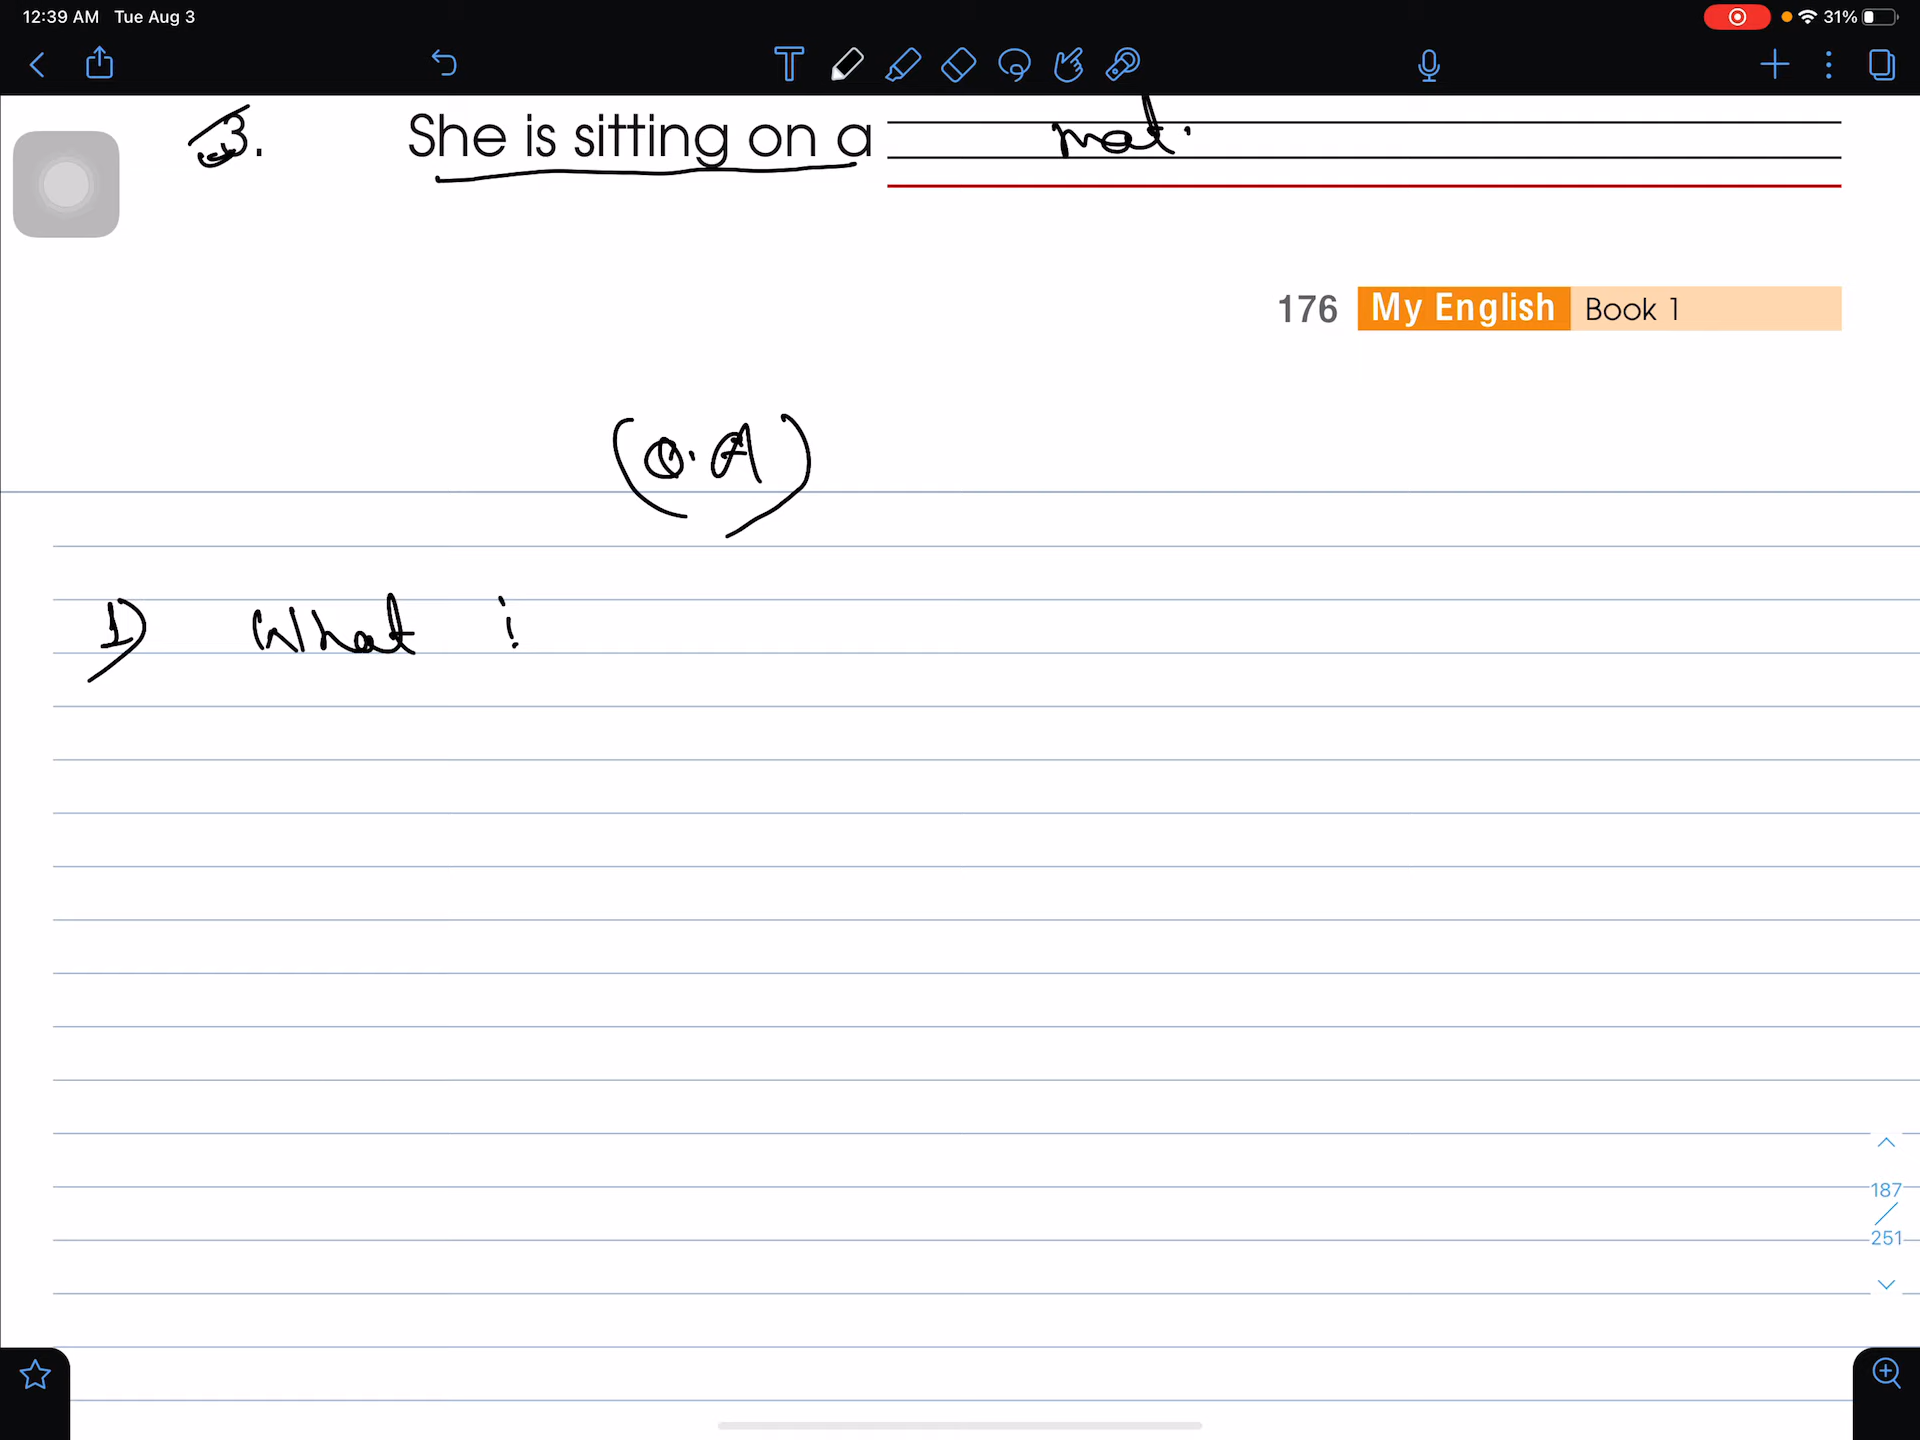 12:39 AM Tue Aug 3 31%
3. She is sitting on a mat.
176 My English Book 1
(Q.A)
1) What i
187
251